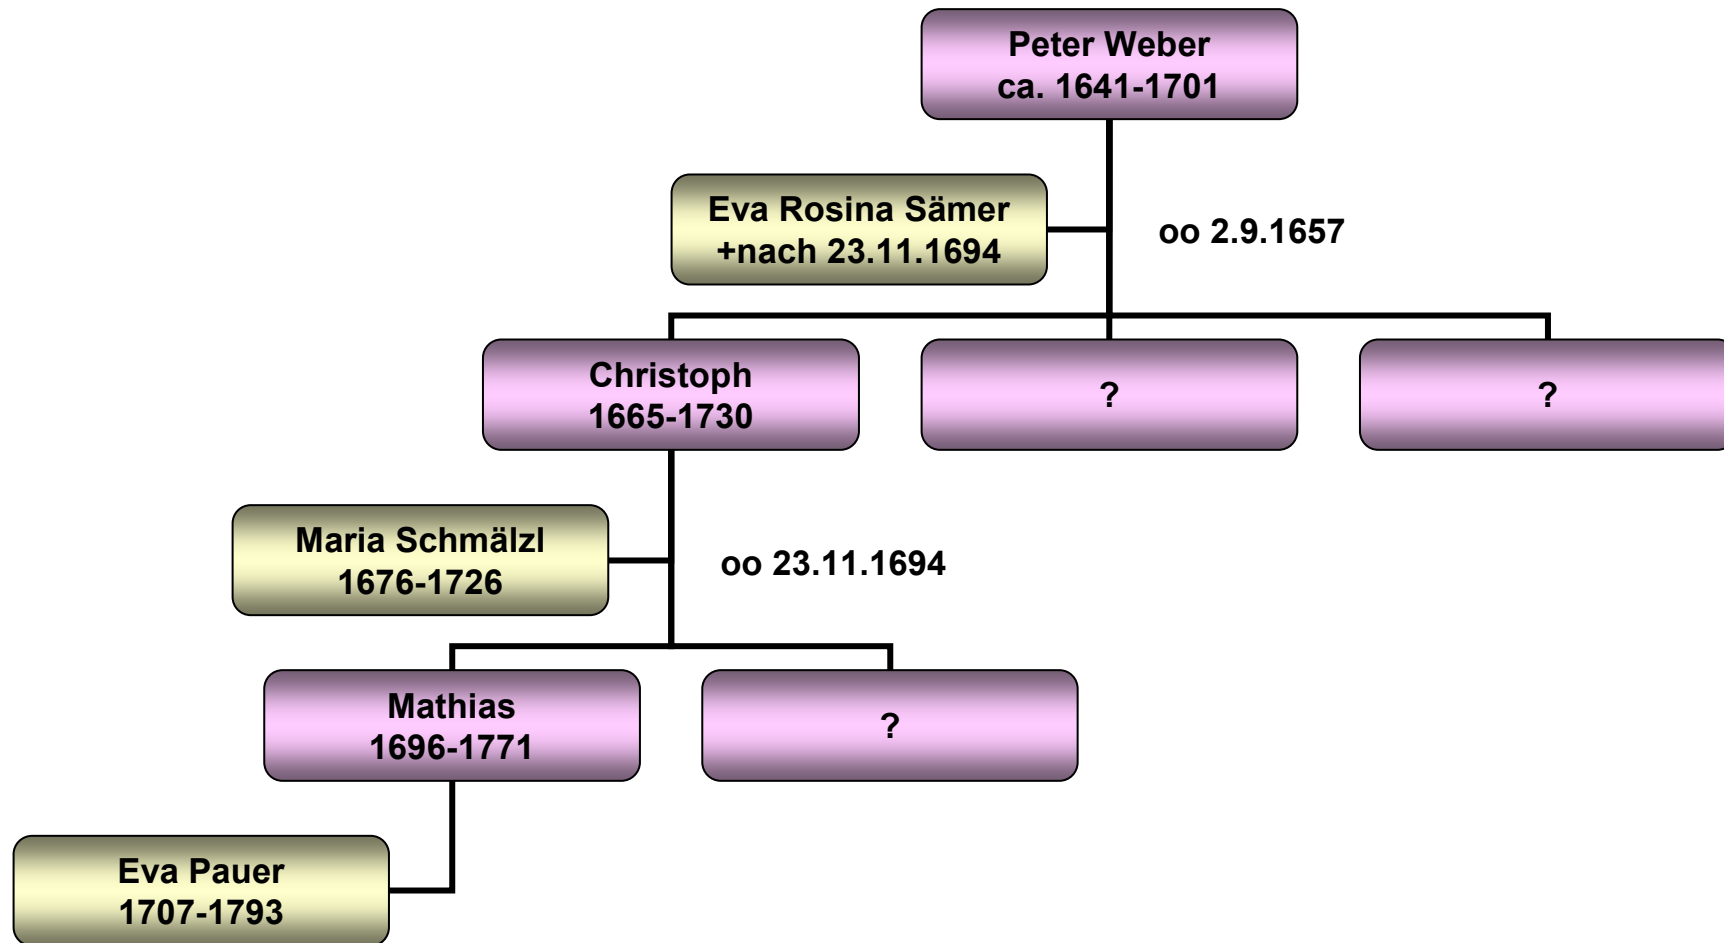 Peter Weber
ca. 1641-1701
Eva Rosina Sämer
+nach 23.11.1694
oo 2.9.1657
Christoph
1665-1730
?
?
Maria Schmälzl
1676-1726
oo 23.11.1694
Mathias
1696-1771
?
Eva Pauer
1707-1793